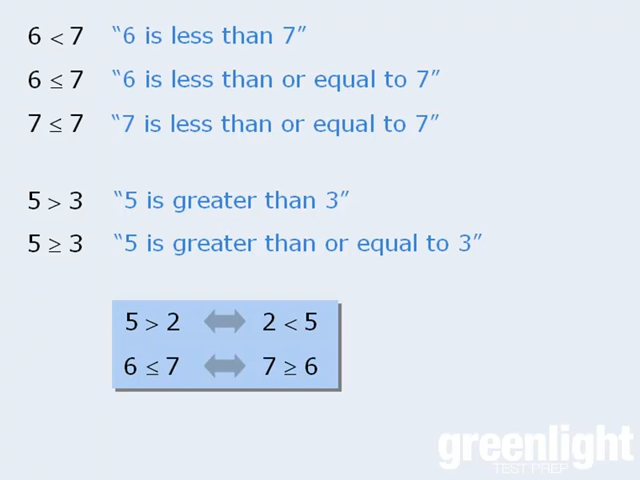 6 < 7 “6 is less than 7”
6 ≤ 7 “6 is less than or equal to 7”
7 ≤ 7 “7 is less than or equal to 7”
5 > 3 “5 is greater than 3”
5 ≥ 3 “5 is greater than or equal to 3”
5 > 2 ⬌ 2 < 5
6 ≤ 7 ⬌ 7 ≥ 6
greenlight
TEST PREP